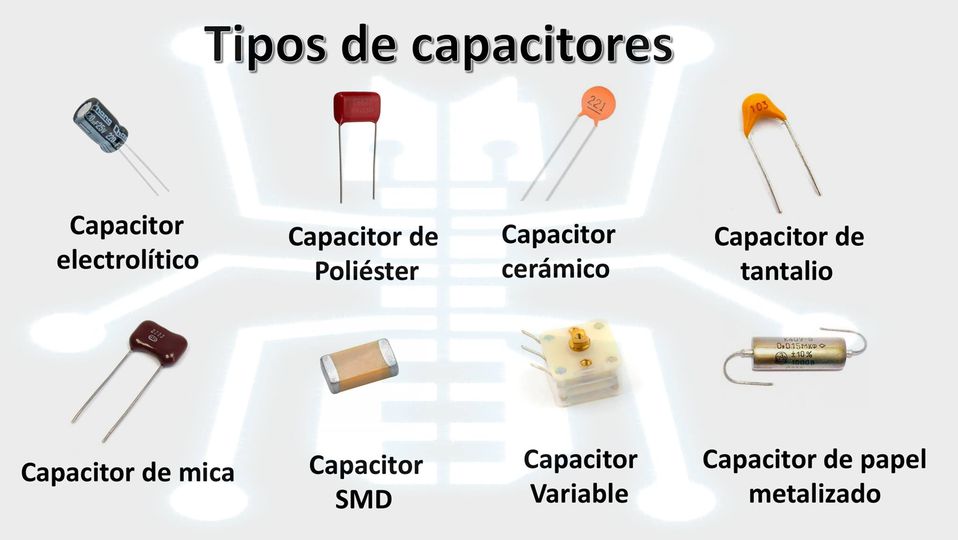 Tipos de capacitores
221
103
Capacitor
electrolítico
Capacitor de
Poliéster
Capacitor
cerámico
Capacitor de
tantalio
±10%
Capacitor de mica
Capacitor
SMD
Capacitor
Variable
Capacitor de papel
metalizado